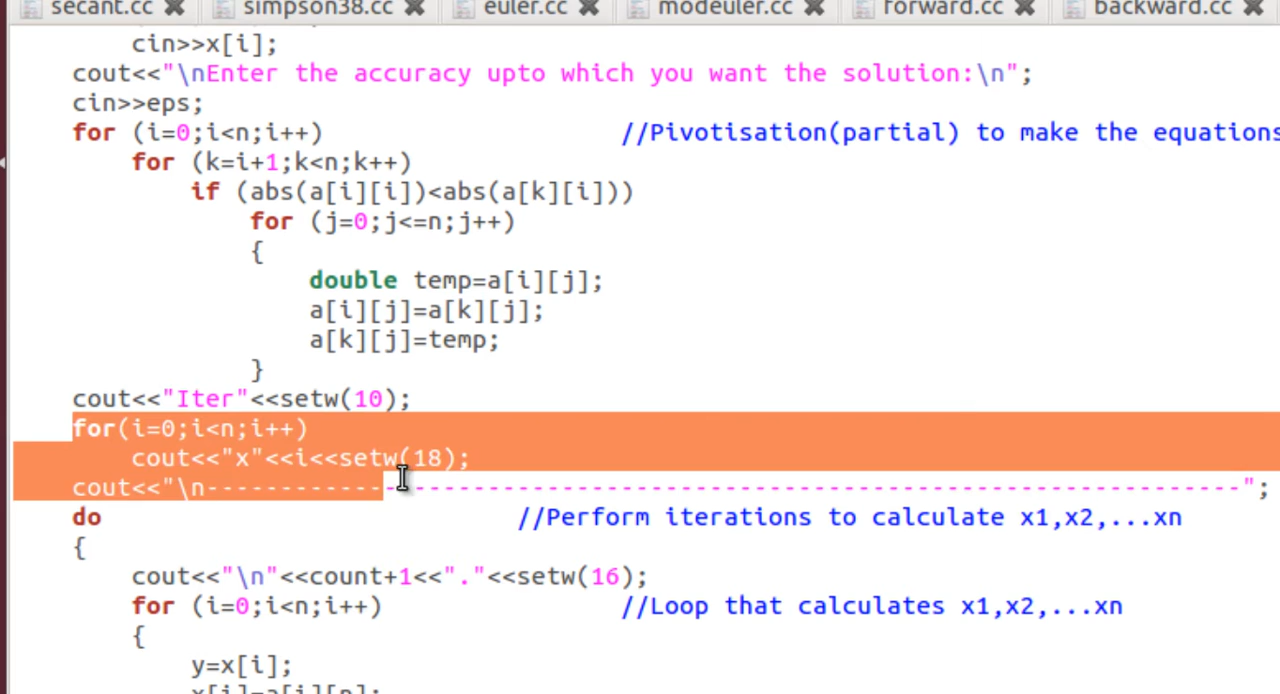 secant.cc simpson38.cc euler.cc modeuler.cc forward.cc backward.cc
cin>>x[i];
cout<<"\nEnter the accuracy upto which you want the solution:\n";
cin>>eps;
for (i=0;i<n;i++) //Pivotisation(partial) to make the equations
for (k=i+1;k<n;k++)
if (abs(a[i][i])<abs(a[k][i]))
for (j=0;j<=n;j++)
{
double temp=a[i][j];
a[i][j]=a[k][j];
a[k][j]=temp;
}
cout<<"Iter"<<setw(10);
for(i=0;i<n;i++)
cout<<"x"<<i<<setw(18);
cout<<"\n----------------------------------------------------------------------";
do //Perform iterations to calculate x1,x2,...xn
{
cout<<"\n"<<count+1<<"."<<setw(16);
for (i=0;i<n;i++) //Loop that calculates x1,x2,...xn
{
y=x[i];
x[i]=a[i][n];